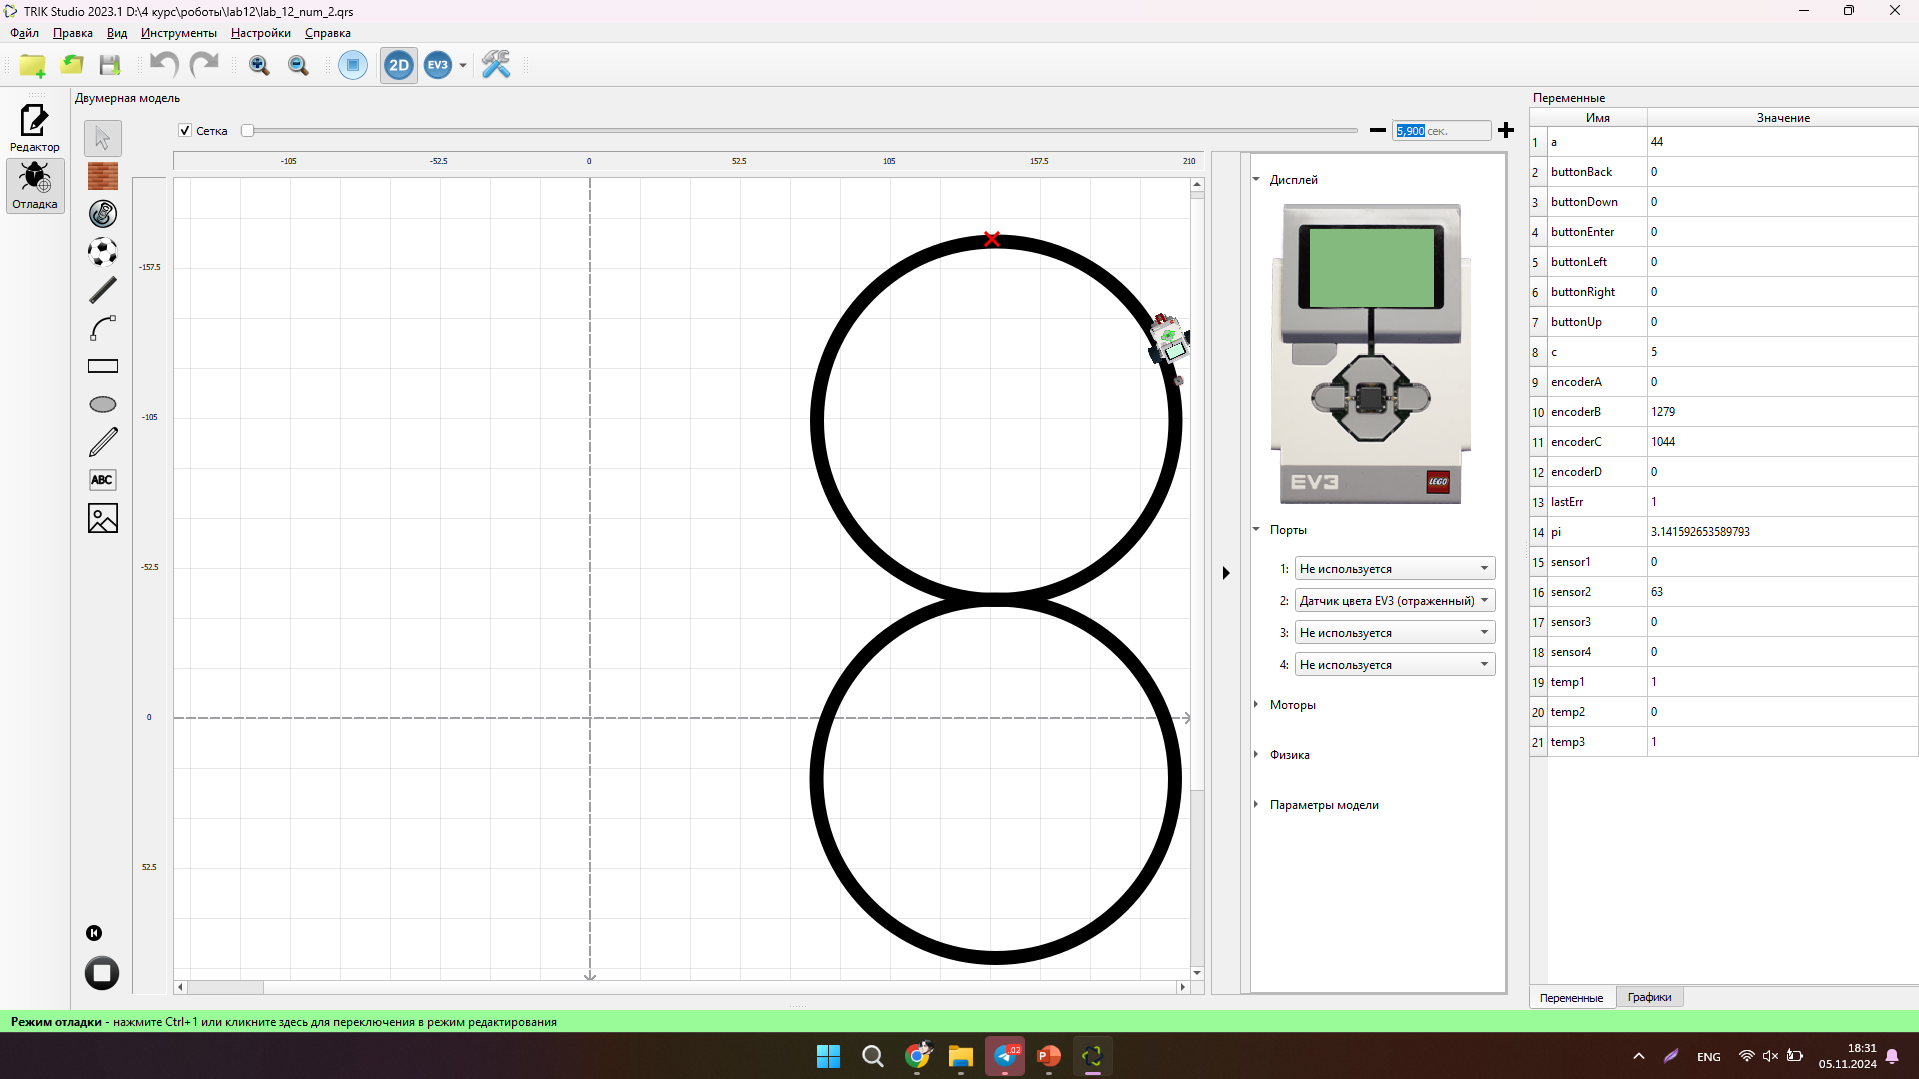 TRIK Studio 2023.1 D:\4 курс\роботы\lab12\lab_12_num_2.qrs
Файл Правка Вид Инструменты Настройки Справка
2D EV3
Двумерная модель
Переменные
Редактор
Отладка
ABC
Сетка
5,900 сек.
-105 -52.5 0 52.5 105 157.5 210
-157.5
-105
-52.5
0
52.5
Дисплей
EV3 LEGO
Порты
1: Не используется
2: Датчик цвета EV3 (отраженный)
3: Не используется
4: Не используется
Моторы
Физика
Параметры модели
Имя Значение
1 a 44
2 buttonBack 0
3 buttonDown 0
4 buttonEnter 0
5 buttonLeft 0
6 buttonRight 0
7 buttonUp 0
8 c 5
9 encoderA 0
10 encoderB 1279
11 encoderC 1044
12 encoderD 0
13 lastErr 1
14 pi 3.141592653589793
15 sensor1 0
16 sensor2 63
17 sensor3 0
18 sensor4 0
19 temp1 1
20 temp2 0
21 temp3 1
Переменные Графики
Режим отладки - нажмите Ctrl+1 или кликните здесь для переключения в режим редактирования
.02
P
ENG
18:31
05.11.2024